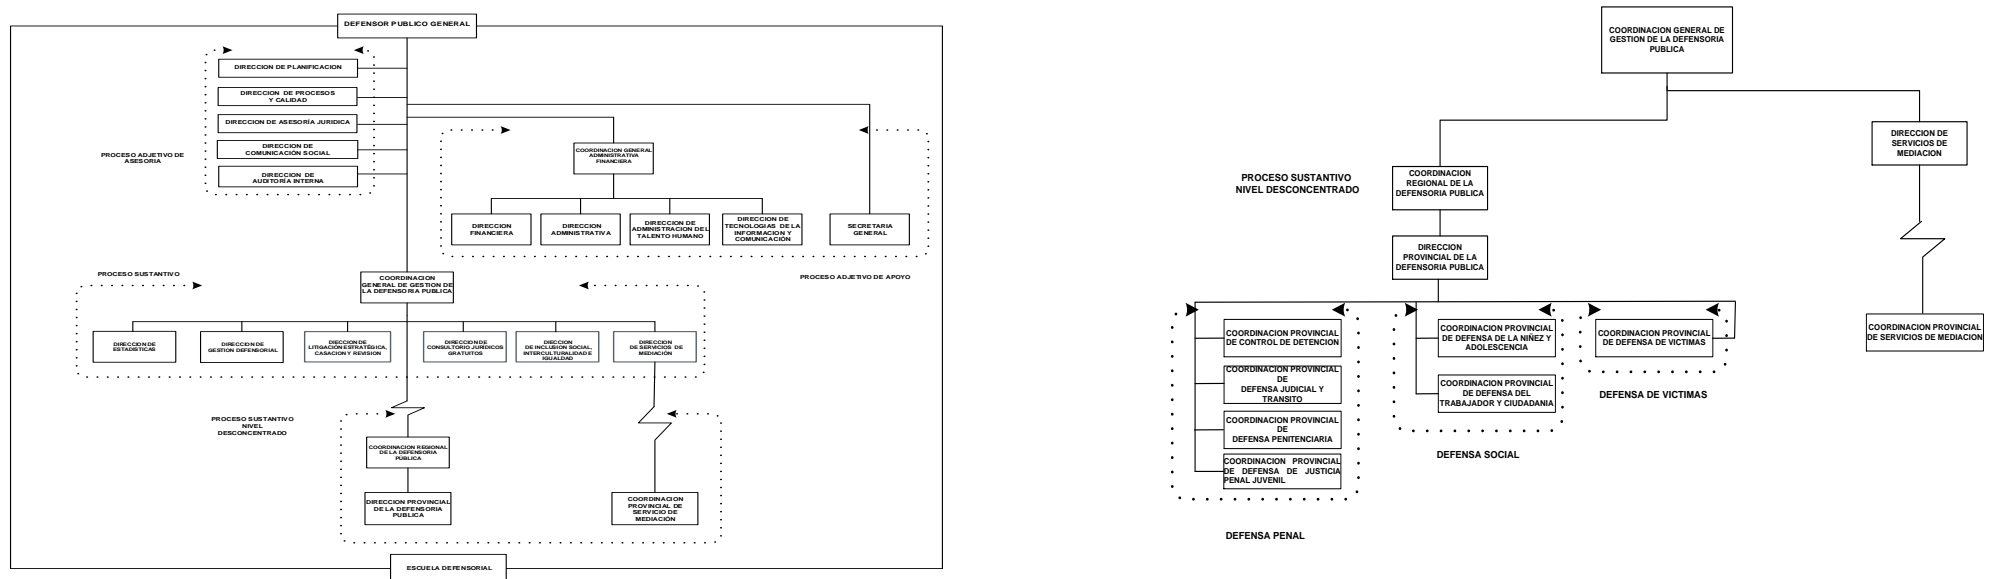 DEFENSOR PUBLICO GENERAL
DIRECCION DE PLANIFICACION
DIRECCION DE PROCESOS
Y CALIDAD
DIRECCION DE ASESORÍA JURIDICA
DIRECCION DE
COMUNICACIÓN SOCIAL
DIRECCION DE
AUDITORÍA INTERNA
PROCESO ADJETIVO DE
ASESORIA
COORDINACION GENERAL
ADMINISTRATIVA
FINANCIERA
DIRECCION
FINANCIERA
DIRECCION
ADMINISTRATIVA
DIRECCION DE
ADMINISTRACION DEL
TALENTO HUMANO
DIRECCION DE
TECNOLOGIAS DE LA
INFORMACION Y
COMUNICACIÓN
SECRETARIA
GENERAL
PROCESO ADJETIVO DE APOYO
PROCESO SUSTANTIVO
COORDINACION
GENERAL DE GESTION DE
LA DEFENSORIA PUBLICA
DIRECCION DE
ESTADISTICAS
DIRECCION DE
GESTION DEFENSORIAL
DIECCION DE
LITIGACIÓN ESTRATÉGICA,
CASACION Y REVISION
DIRECCION DE
CONSULTORIO JURIDICOS
GRATUITOS
DIECCION
DE INCLUSION SOCIAL,
INTERCULTURALIDAD E
IGUALDAD
DIRECCION
DE SERVICIOS DE
MEDIACIÓN
PROCESO SUSTANTIVO
NIVEL
DESCONCENTRADO
COORDINACION REGIONAL
DE LA DEFENSORIA
PÚBLICA
DIRECCION PROVINCIAL
DE LA DEFENSORIA
PUBLICA
COORDINACION
PROVINCIAL DE
SERVICIO DE
MEDIACIÓN
ESCUELA DEFENSORIAL
COORDINACION GENERAL DE
GESTION DE LA DEFENSORIA
PUBLICA
DIRECCION DE
SERVICIOS DE
MEDIACION
PROCESO SUSTANTIVO
NIVEL DESCONCENTRADO
COORDINACION
REGIONAL DE LA
DEFENSORIA PUBLICA
DIRECCION
PROVINCIAL DE LA
DEFENSORIA PUBLICA
COORDINACION PROVINCIAL
DE CONTROL DE DETENCION
COORDINACION PROVINCIAL
DE
DEFENSA JUDICIAL Y
TRANSITO
COORDINACION PROVINCIAL
DE
DEFENSA PENITENCIARIA
COORDINACION PROVINCIAL
DE DEFENSA DE JUSTICIA
PENAL JUVENIL
DEFENSA PENAL
COORDINACION PROVINCIAL
DE DEFENSA DE LA NIÑEZ Y
ADOLESCENCIA
COORDINACION PROVINCIAL
DE DEFENSA DEL
TRABAJADOR Y CIUDADANIA
DEFENSA SOCIAL
COORDINACION PROVINCIAL
DE DEFENSA DE VICTIMAS
DEFENSA DE VICTIMAS
COORDINACION PROVINCIAL
DE SERVICIOS DE MEDIACION